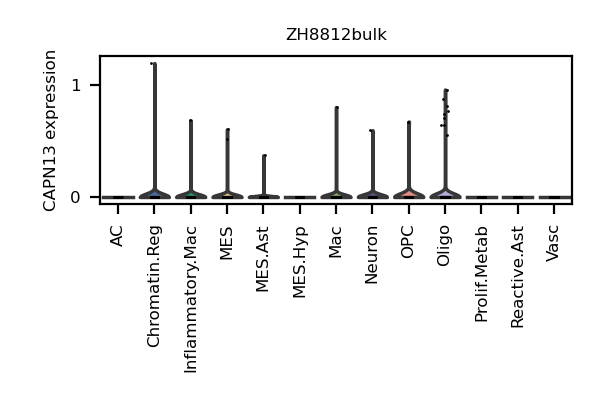 ZH8812bulk
CAPN13 expression
1
0
AC
Chromatin.Reg
Inflammatory.Mac
MES
MES.Ast
MES.Hyp
Mac
Neuron
OPC
Oligo
Prolif.Metab
Reactive.Ast
Vasc